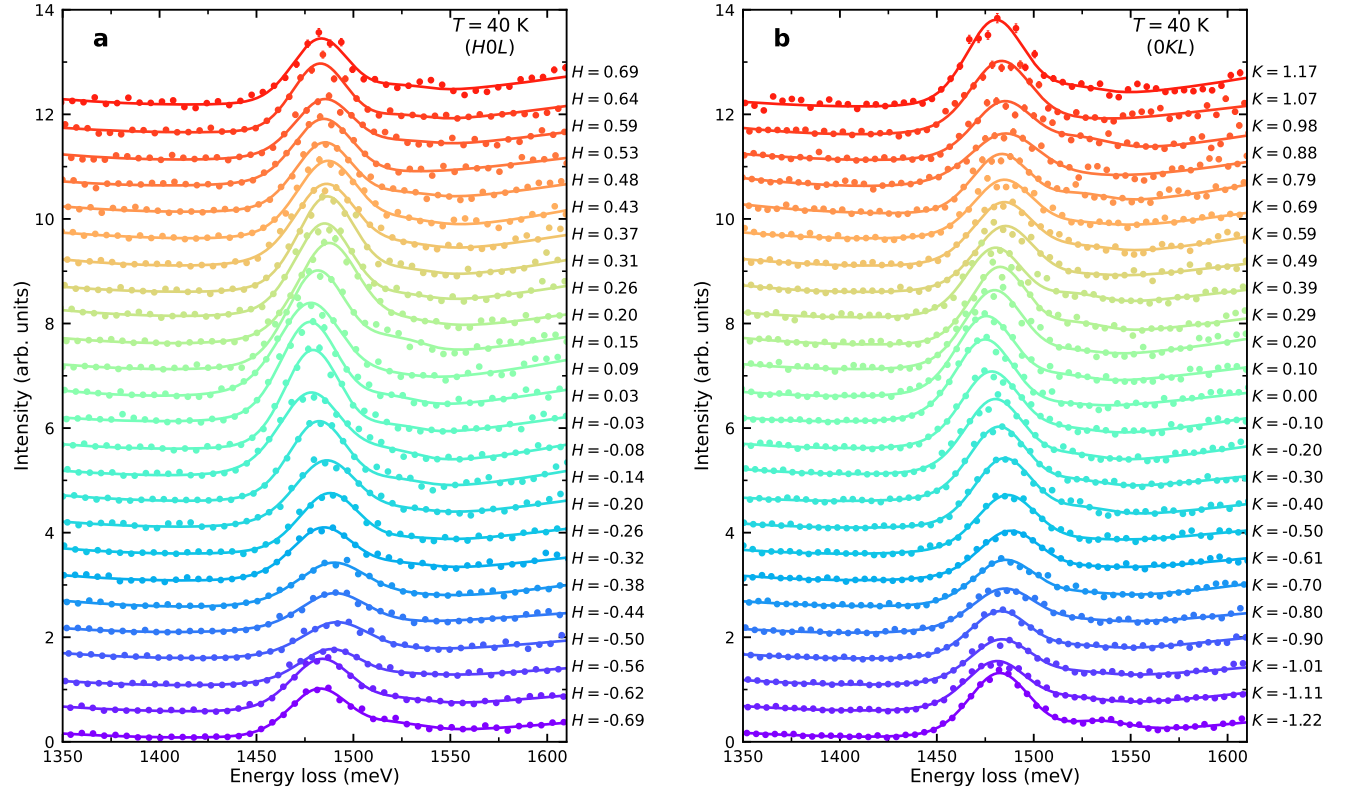 a
T = 40 K
(H0L)
14
12
10
8
6
4
2
0
Intensity (arb. units)
1350
1400
1450
1500
1550
1600
Energy loss (meV)
H = 0.69
H = 0.64
H = 0.59
H = 0.53
H = 0.48
H = 0.43
H = 0.37
H = 0.31
H = 0.26
H = 0.20
H = 0.15
H = 0.09
H = 0.03
H = -0.03
H = -0.08
H = -0.14
H = -0.20
H = -0.26
H = -0.32
H = -0.38
H = -0.44
H = -0.50
H = -0.56
H = -0.62
H = -0.69
b
T = 40 K
(0KL)
14
12
10
8
6
4
2
0
Intensity (arb. units)
1350
1400
1450
1500
1550
1600
Energy loss (meV)
K = 1.17
K = 1.07
K = 0.98
K = 0.88
K = 0.79
K = 0.69
K = 0.59
K = 0.49
K = 0.39
K = 0.29
K = 0.20
K = 0.10
K = 0.00
K = -0.10
K = -0.20
K = -0.30
K = -0.40
K = -0.50
K = -0.61
K = -0.70
K = -0.80
K = -0.90
K = -1.01
K = -1.11
K = -1.22